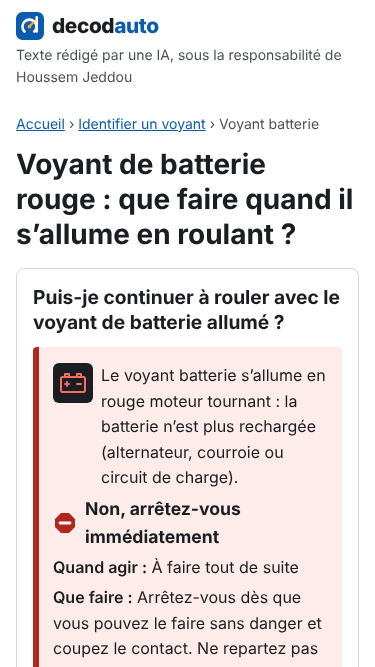 decodauto
Texte rédigé par une IA, sous la responsabilité de
Houssem Jeddou
Accueil › Identifier un voyant › Voyant batterie
Voyant de batterie
rouge : que faire quand il
s’allume en roulant ?
Puis-je continuer à rouler avec le
voyant de batterie allumé ?
Le voyant batterie s’allume en
rouge moteur tournant : la
batterie n’est plus rechargée
(alternateur, courroie ou
circuit de charge).
Non, arrêtez-vous
immédiatement
Quand agir : À faire tout de suite
Que faire : Arrêtez-vous dès que
vous pouvez le faire sans danger et
coupez le contact. Ne repartez pas